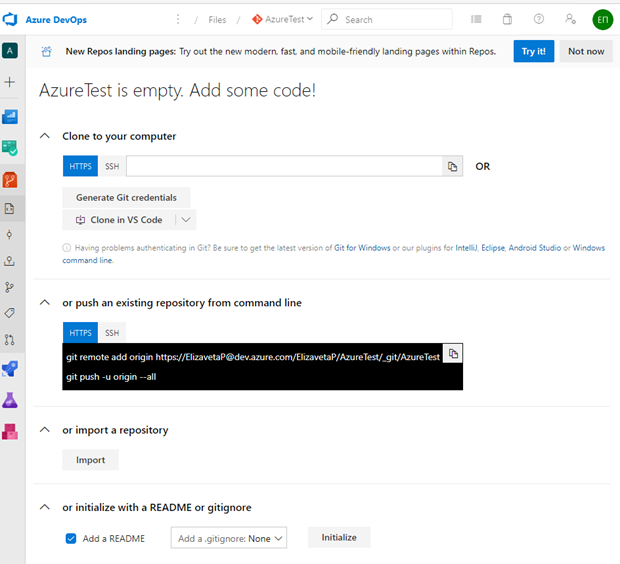 Azure DevOps / Files / AzureTest Search ЕП
A New Repos landing pages: Try out the new modern, fast, and mobile-friendly landing pages within Repos. Try it! Not now
AzureTest is empty. Add some code!
Clone to your computer
HTTPS SSH OR
Generate Git credentials
Clone in VS Code
Having problems authenticating in Git? Be sure to get the latest version of Git for Windows or our plugins for IntelliJ, Eclipse, Android Studio or Windows
command line.
or push an existing repository from command line
HTTPS SSH
git remote add origin https://ElizavetaP@dev.azure.com/ElizavetaP/AzureTest/_git/AzureTest
git push -u origin --all
or import a repository
Import
or initialize with a README or gitignore
Add a README Add a .gitignore: None Initialize